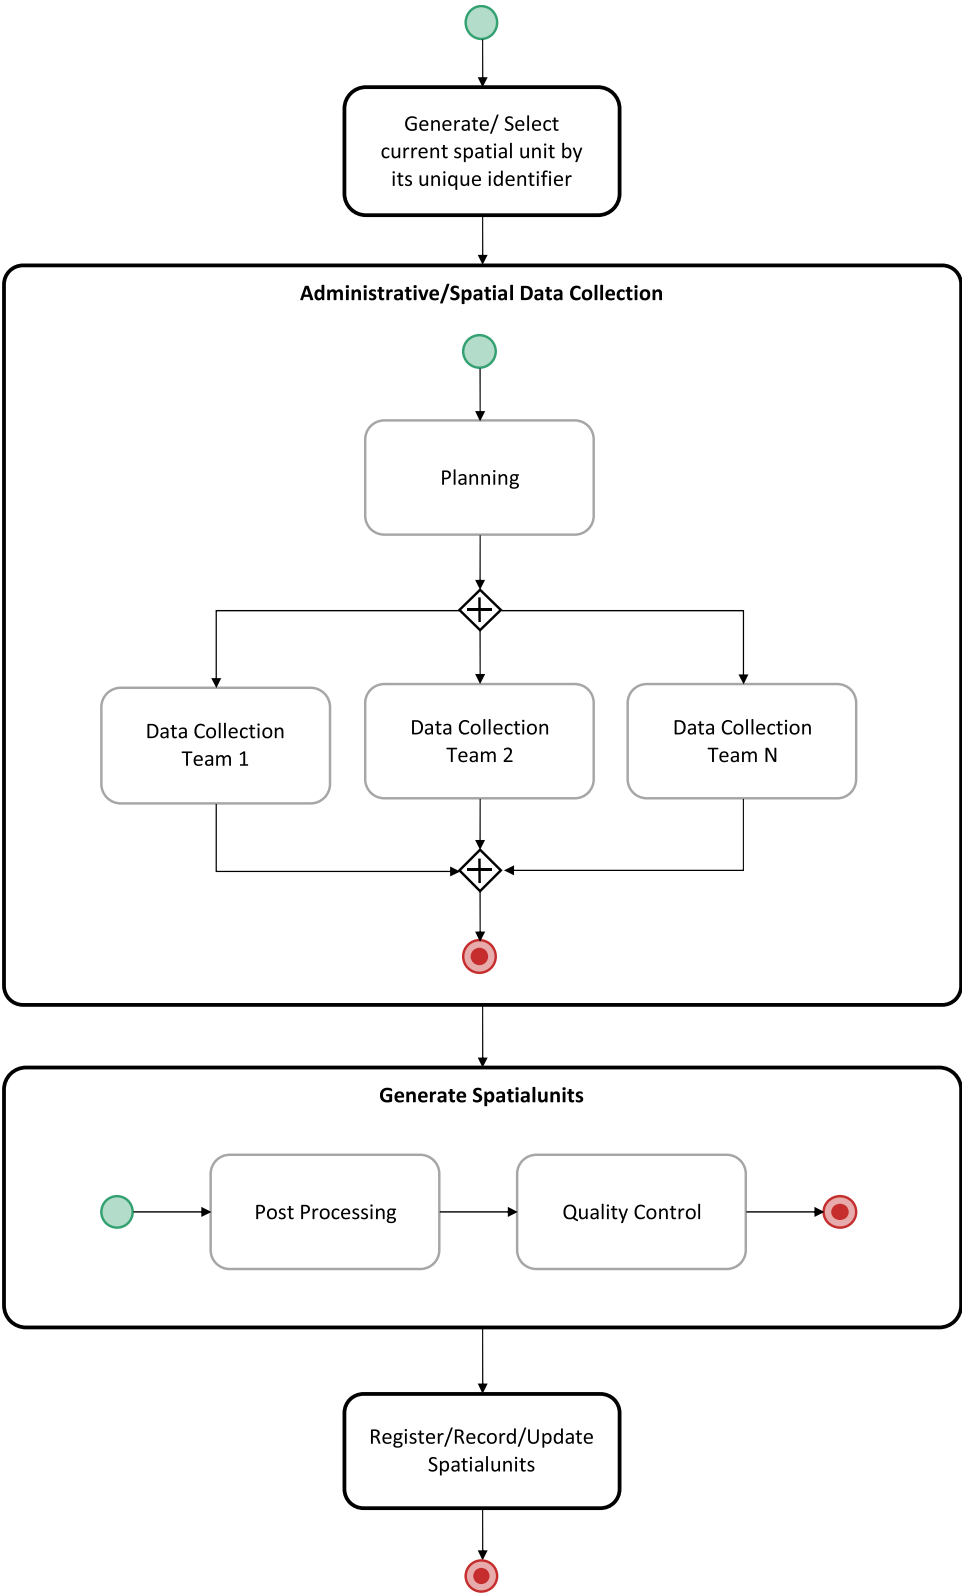 Generate/ Select
current spatial unit by
its unique identifier
Administrative/Spatial Data Collection
Planning
Data Collection
Team 1
Data Collection
Team 2
Data Collection
Team N
Generate Spatialunits
Post Processing
Quality Control
Register/Record/Update
Spatialunits